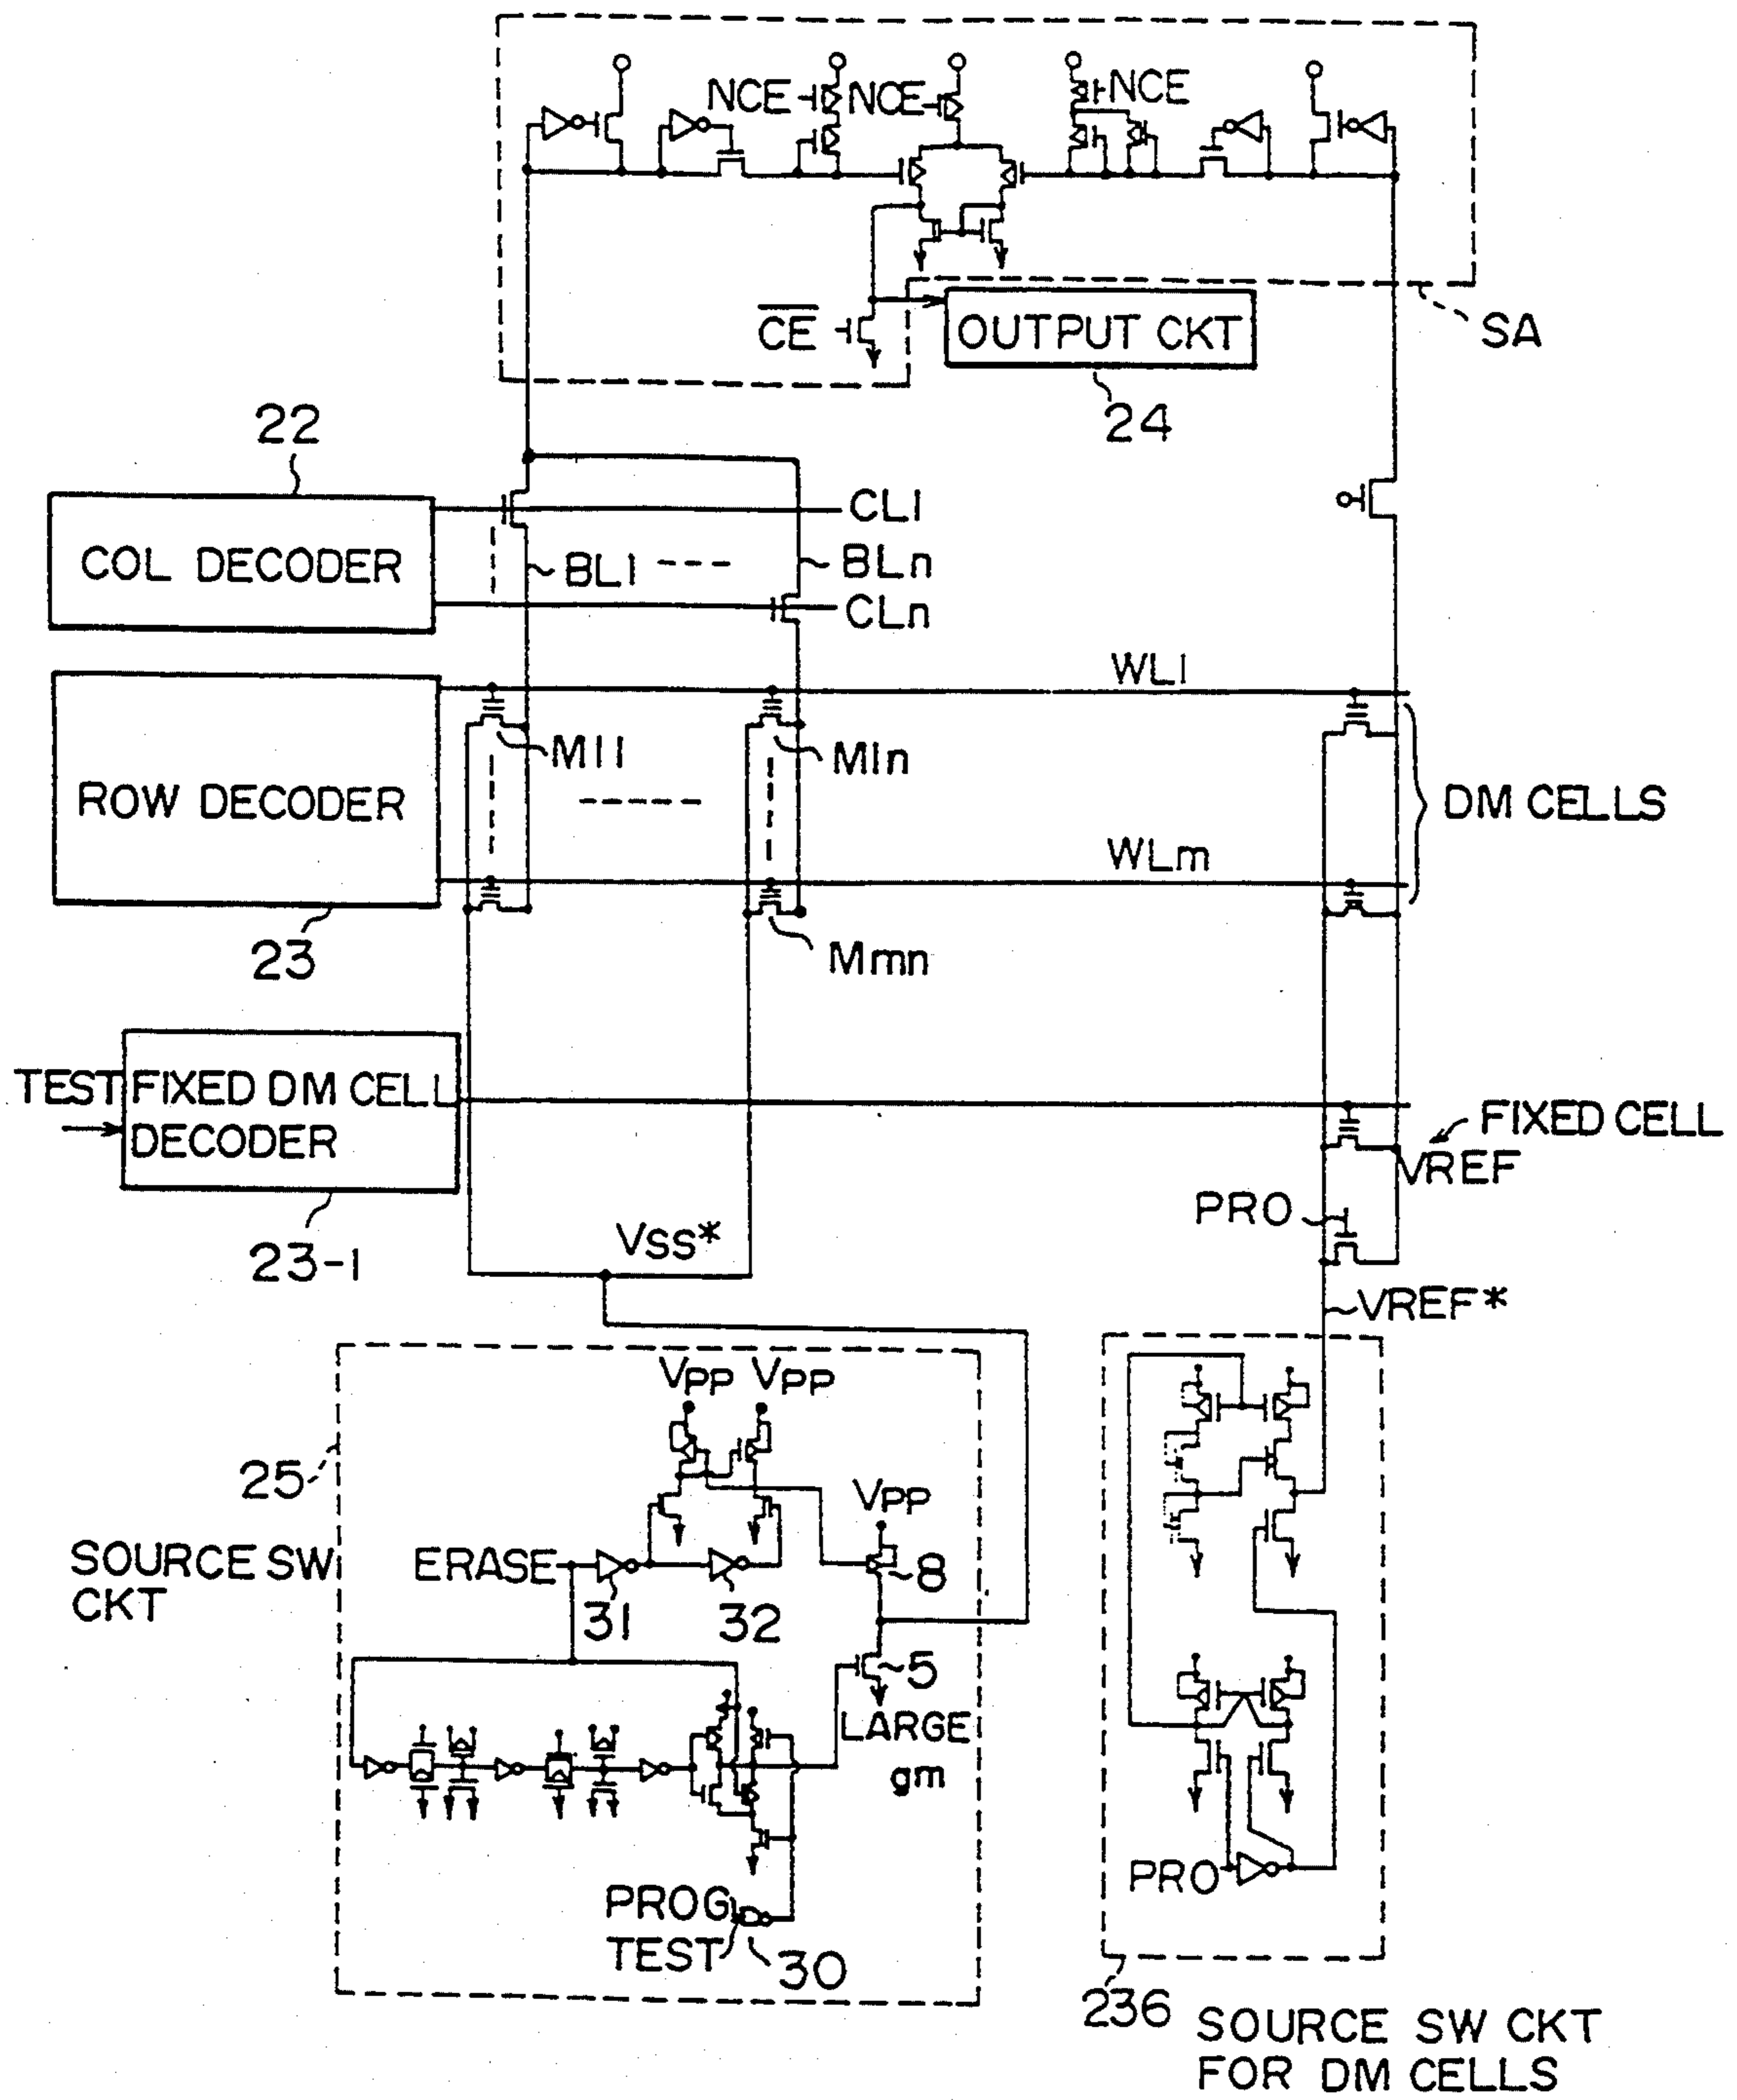 NCE NCE NCE
CE
OUTPUT CKT
SA
22
24
COL DECODER
CL1
BL1
BLn
CLn
ROW DECODER
WL1
M11
M1n
DM CELLS
WLm
23
Mmn
TEST FIXED DM CELL
DECODER
FIXED CELL
VREF
PRO
23-1
VSS*
VREF*
VPP VPP
25
VPP
SOURCE SW
CKT
ERASE
31
32
8
5
LARGE
gm
PRO
PROG
TEST
30
236
SOURCE SW CKT
FOR DM CELLS